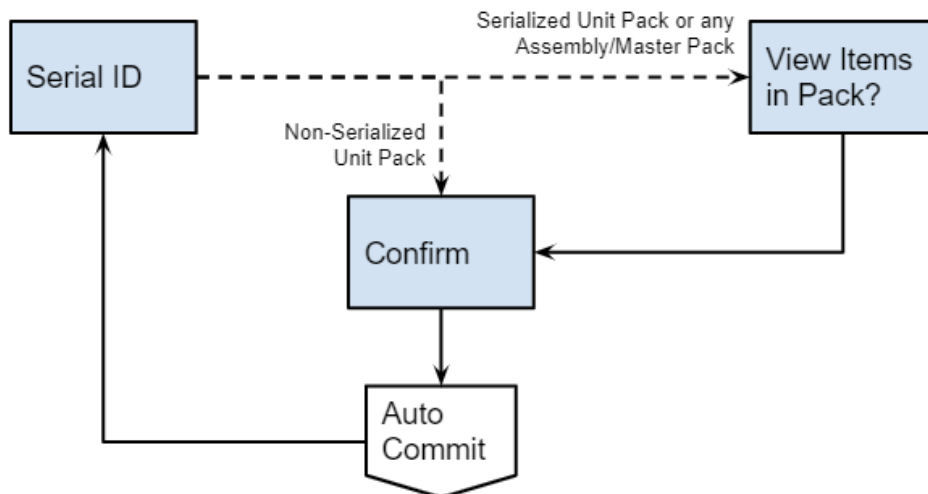 Serialized Unit Pack or any
Assembly/Master Pack
Serial ID
View Items
in Pack?
Non-Serialized
Unit Pack
Confirm
Auto
Commit